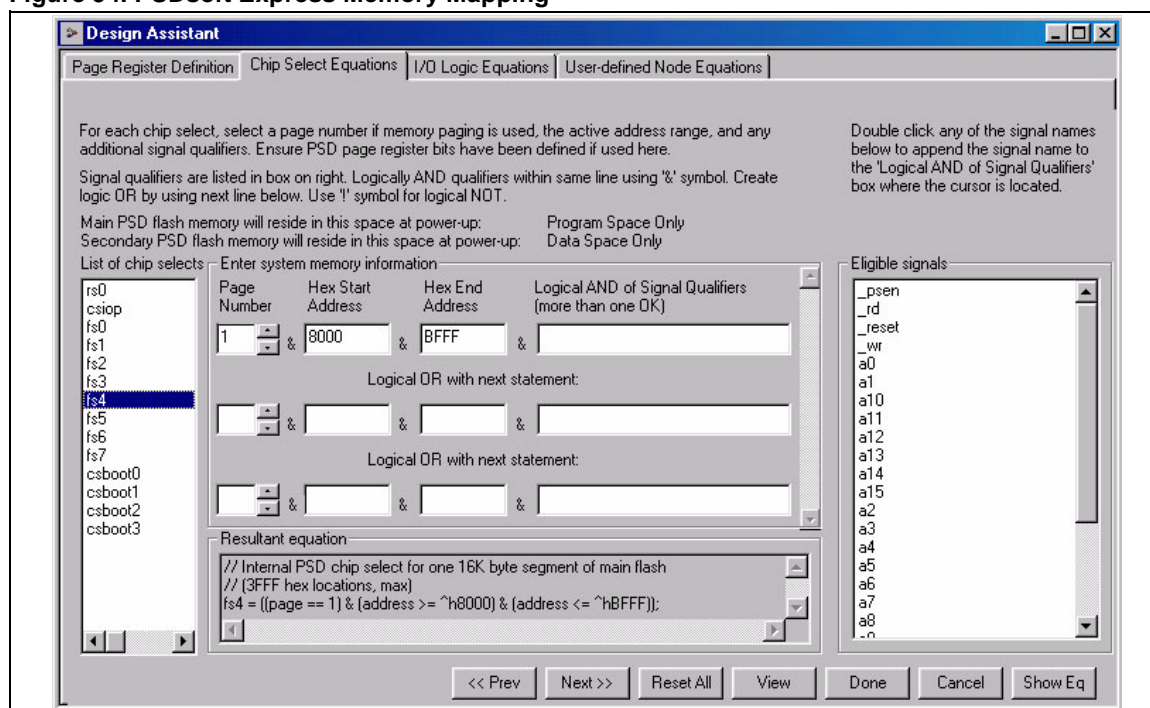 Design Assistant
Page Register Definition Chip Select Equations I/O Logic Equations User-defined Node Equations
For each chip select, select a page number if memory paging is used, the active address range, and any
additional signal qualifiers. Ensure PSD page register bits have been defined if used here.
Signal qualifiers are listed in box on right. Logically AND qualifiers within same line using '&' symbol. Create
logic OR by using next line below. Use '!' symbol for logical NOT.
Main PSD flash memory will reside in this space at power-up: Program Space Only
Secondary PSD flash memory will reside in this space at power-up: Data Space Only
Double click any of the signal names
below to append the signal name to
the 'Logical AND of Signal Qualifiers'
box where the cursor is located.
List of chip selects
rs0
csiop
fs0
fs1
fs2
fs3
fs4
fs5
fs6
fs7
csboot0
csboot1
csboot2
csboot3
Enter system memory information
Page Hex Start Hex End Logical AND of Signal Qualifiers
Number Address Address (more than one OK)
1 & 8000 & BFFF &
Logical OR with next statement:
& & &
Logical OR with next statement:
& & &
Resultant equation
// Internal PSD chip select for one 16K byte segment of main flash
// (3FFF hex locations, max)
fs4 = ((page == 1) & (address >= ^h8000) & (address <= ^hBFFF));
Eligible signals
_psen
_rd
_reset
_wr
a0
a1
a10
a11
a12
a13
a14
a15
a2
a3
a4
a5
a6
a7
a8
<< Prev Next >> Reset All View Done Cancel Show Eq